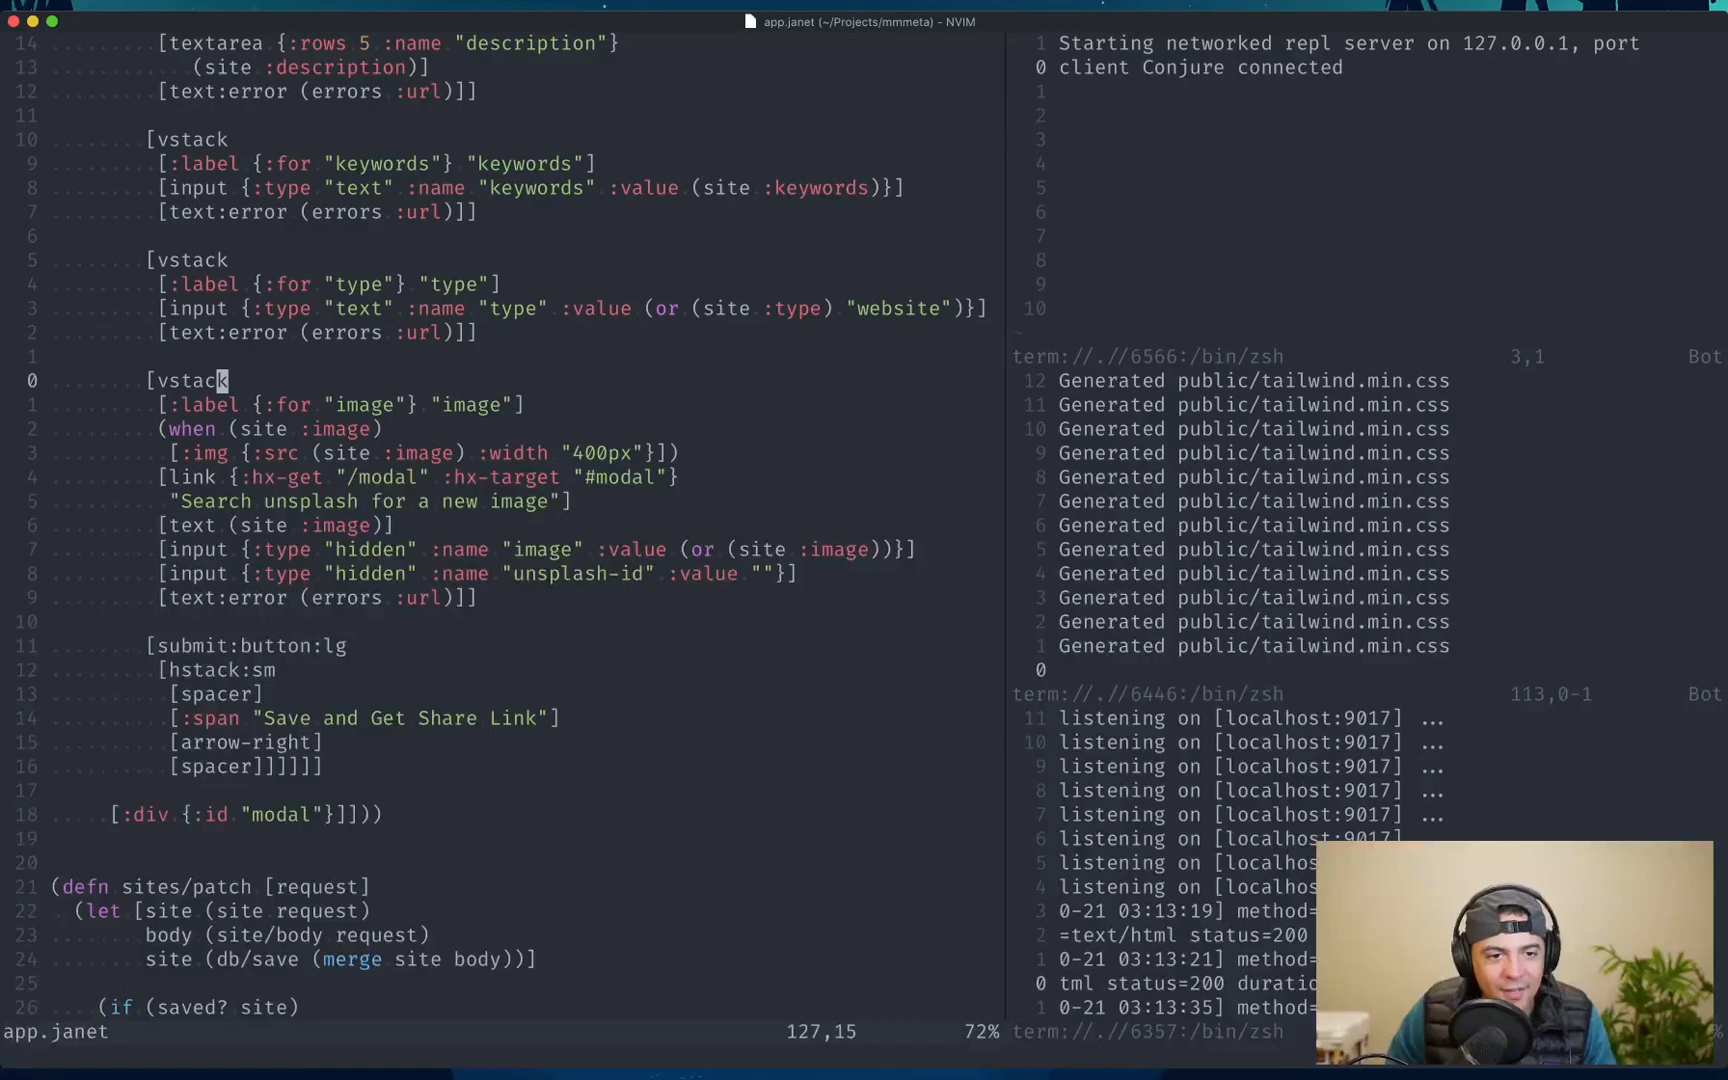 app.janet (~/Projects/mmmeta) - NVIM
14 [textarea {:rows 5 :name "description"}
13 (site :description)]
12 [text:error (errors :url)]]
11
10 [vstack
9 [:label {:for "keywords"} "keywords"]
8 [input {:type "text" :name "keywords" :value (site :keywords)}]
7 [text:error (errors :url)]]
6
5 [vstack
4 [:label {:for "type"} "type"]
3 [input {:type "text" :name "type" :value (or (site :type) "website")}]
2 [text:error (errors :url)]]
1
0 [vstack
1 [:label {:for "image"} "image"]
2 (when (site :image)
3 [:img {:src (site :image) :width "400px"}])
4 [link {:hx-get "/modal" :hx-target "#modal"}
5 "Search unsplash for a new image"]
6 [text (site :image)]
7 [input {:type "hidden" :name "image" :value (or (site :image))}]
8 [input {:type "hidden" :name "unsplash-id" :value ""}]
9 [text:error (errors :url)]]
10
11 [submit:button:lg
12 [hstack:sm
13 [spacer]
14 [:span "Save and Get Share Link"]
15 [arrow-right]
16 [spacer]]]]]]
17
18 [:div {:id "modal"}]]))
19
20
21 (defn sites/patch [request]
22 (let [site (site request)
23 body (site/body request)
24 site (db/save (merge site body))]
25
26 (if (saved? site)
app.janet 127,15 72%
1 Starting networked repl server on 127.0.0.1, port
0 client Conjure connected
1
2
3
4
5
6
7
8
9
10
~
term://.//6566:/bin/zsh 3,1 Bot
12 Generated public/tailwind.min.css
11 Generated public/tailwind.min.css
10 Generated public/tailwind.min.css
9 Generated public/tailwind.min.css
8 Generated public/tailwind.min.css
7 Generated public/tailwind.min.css
6 Generated public/tailwind.min.css
5 Generated public/tailwind.min.css
4 Generated public/tailwind.min.css
3 Generated public/tailwind.min.css
2 Generated public/tailwind.min.css
1 Generated public/tailwind.min.css
0
term://.//6446:/bin/zsh 113,0-1 Bot
11 listening on [localhost:9017] ...
10 listening on [localhost:9017] ...
9 listening on [localhost:9017] ...
8 listening on [localhost:9017] ...
7 listening on [localhost:9017] ...
6 listening on [localhost:9017]
5 listening on [localhos
4 listening on [localhos
3 0-21 03:13:19] method=
2 =text/html status=200
1 0-21 03:13:21] method=
0 tml status=200 duratio
1 0-21 03:13:35] method=
term://.//6357:/bin/zsh %